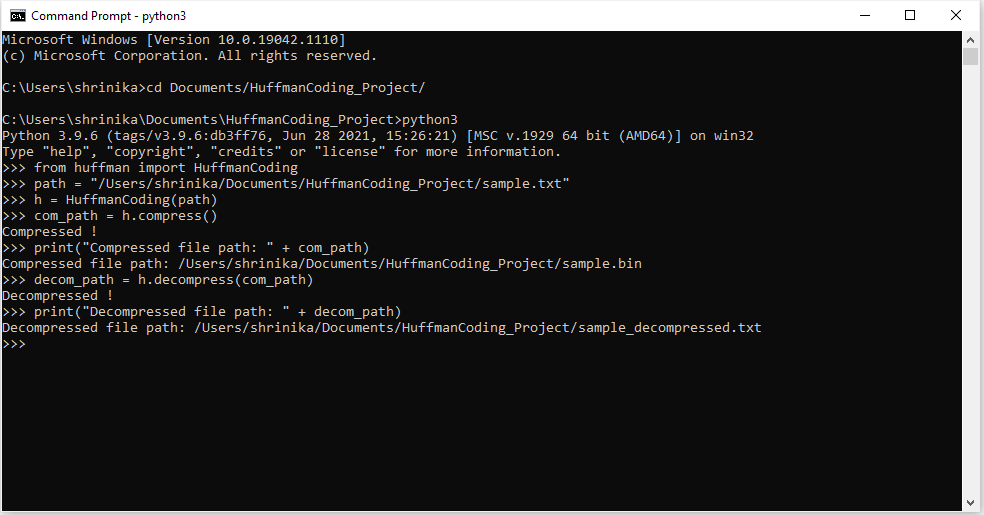 Command Prompt - python3
Microsoft Windows [Version 10.0.19042.1110]
(c) Microsoft Corporation. All rights reserved.
C:\Users\shrinika>cd Documents/HuffmanCoding_Project/
C:\Users\shrinika\Documents\HuffmanCoding_Project>python3
Python 3.9.6 (tags/v3.9.6:db3ff76, Jun 28 2021, 15:26:21) [MSC v.1929 64 bit (AMD64)] on win32
Type "help", "copyright", "credits" or "license" for more information.
>>> from huffman import HuffmanCoding
>>> path = "/Users/shrinika/Documents/HuffmanCoding_Project/sample.txt"
>>> h = HuffmanCoding(path)
>>> com_path = h.compress()
Compressed !
>>> print("Compressed file path: " + com_path)
Compressed file path: /Users/shrinika/Documents/HuffmanCoding_Project/sample.bin
>>> decom_path = h.decompress(com_path)
Decompressed !
>>> print("Decompressed file path: " + decom_path)
Decompressed file path: /Users/shrinika/Documents/HuffmanCoding_Project/sample_decompressed.txt
>>>